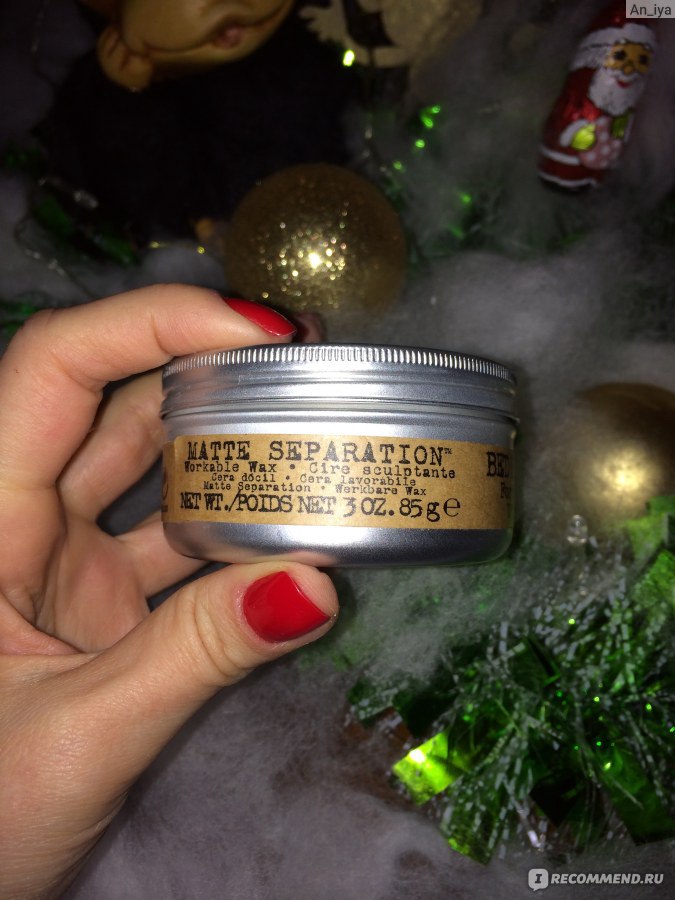 An_iya
MATTE SEPARATION™
Workable Wax • Cire sculptante
Cera dócil • Cera lavorabile
Matte Separation • Werkbare Wax
NET WT./POIDS NET 3 OZ. 85g e
BED
IRECOMMEND.RU